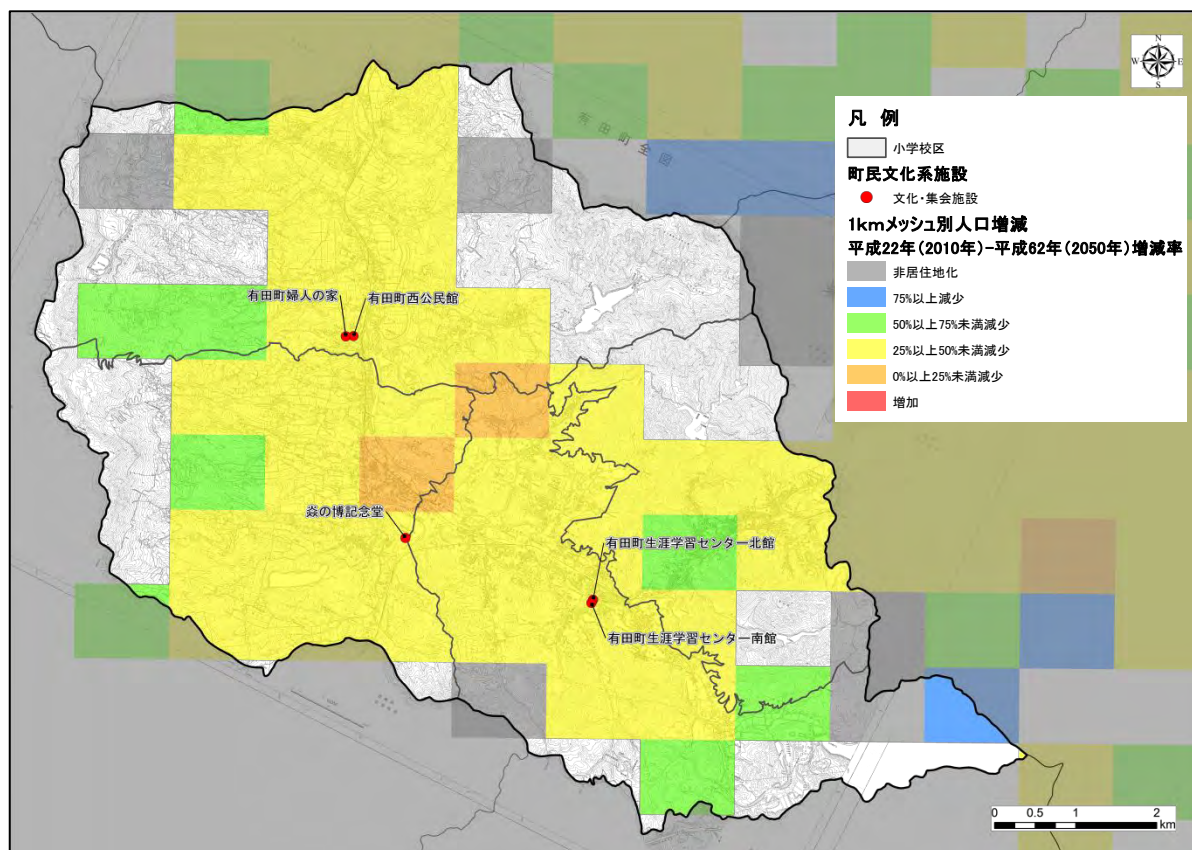 N
W E
S
有田町全図
凡 例
小学校区
町民文化系施設
文化・集会施設
1kmメッシュ別人口増減
平成22年(2010年)-平成62年(2050年)増減率
非居住地化
75%以上減少
50%以上75%未満減少
25%以上50%未満減少
0%以上25%未満減少
増加
有田町婦人の家
有田町西公民館
焱の博記念堂
有田町生涯学習センター北館
有田町生涯学習センター南館
0 0.5 1 2
km